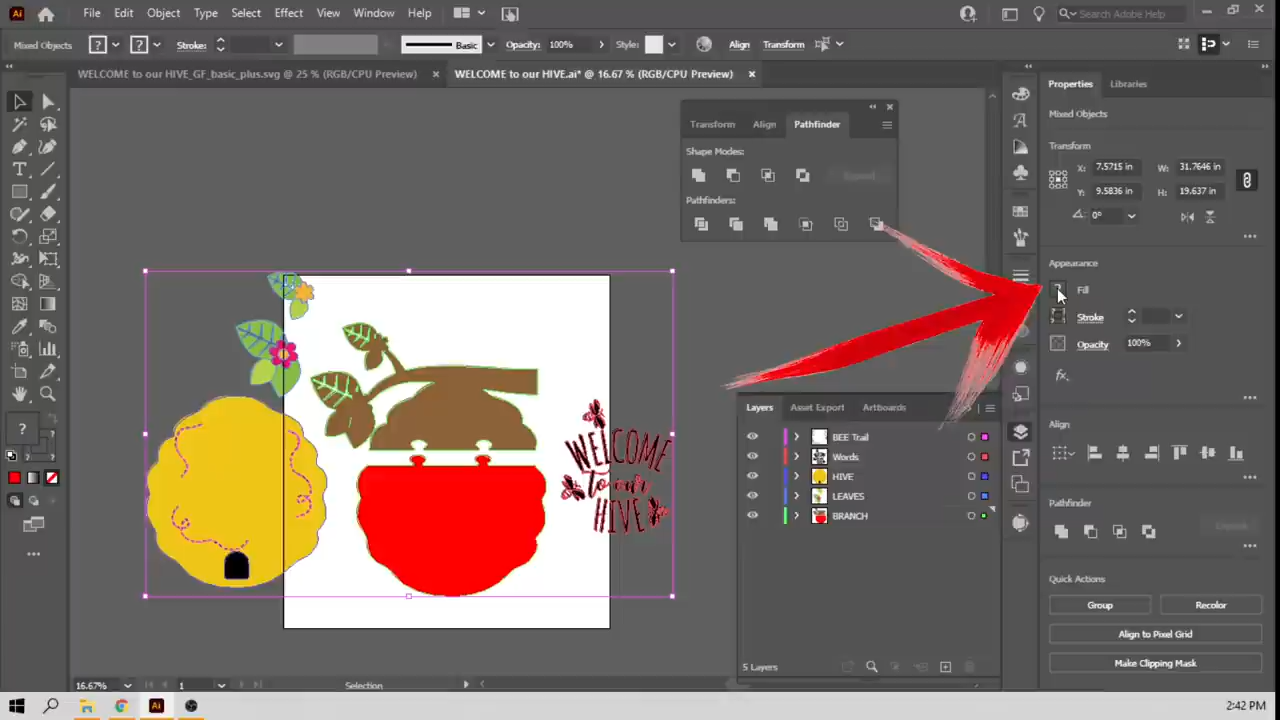 Ai File Edit Object Type Select Effect View Window Help Search Adobe Help
Mixed Objects ? ? Stroke: Basic Opacity: 100% Style: Align Transform
WELCOME to our HIVE_GF_basic_plus.svg @ 25 % (RGB/CPU Preview) × WELCOME to our HIVE.ai* @ 16.67 % (RGB/CPU Preview) ×
Properties Libraries
Mixed Objects
Transform
X: 7.5715 in W: 31.7646 in
Y: 9.5836 in H: 19.637 in
0°
Appearance
? Fill
Stroke
Opacity 100%
fx.
Align
Pathfinder
Quick Actions
Group Recolor
Align to Pixel Grid
Make Clipping Mask
Transform Align Pathfinder
Shape Modes:
Pathfinders:
Layers Asset Export Artboards
BEE Trail
Words
HIVE
LEAVES
BRANCH
5 Layers
WELCOME
To our
HIVE
?
16.67% 1 Selection
Ai 2:42 PM